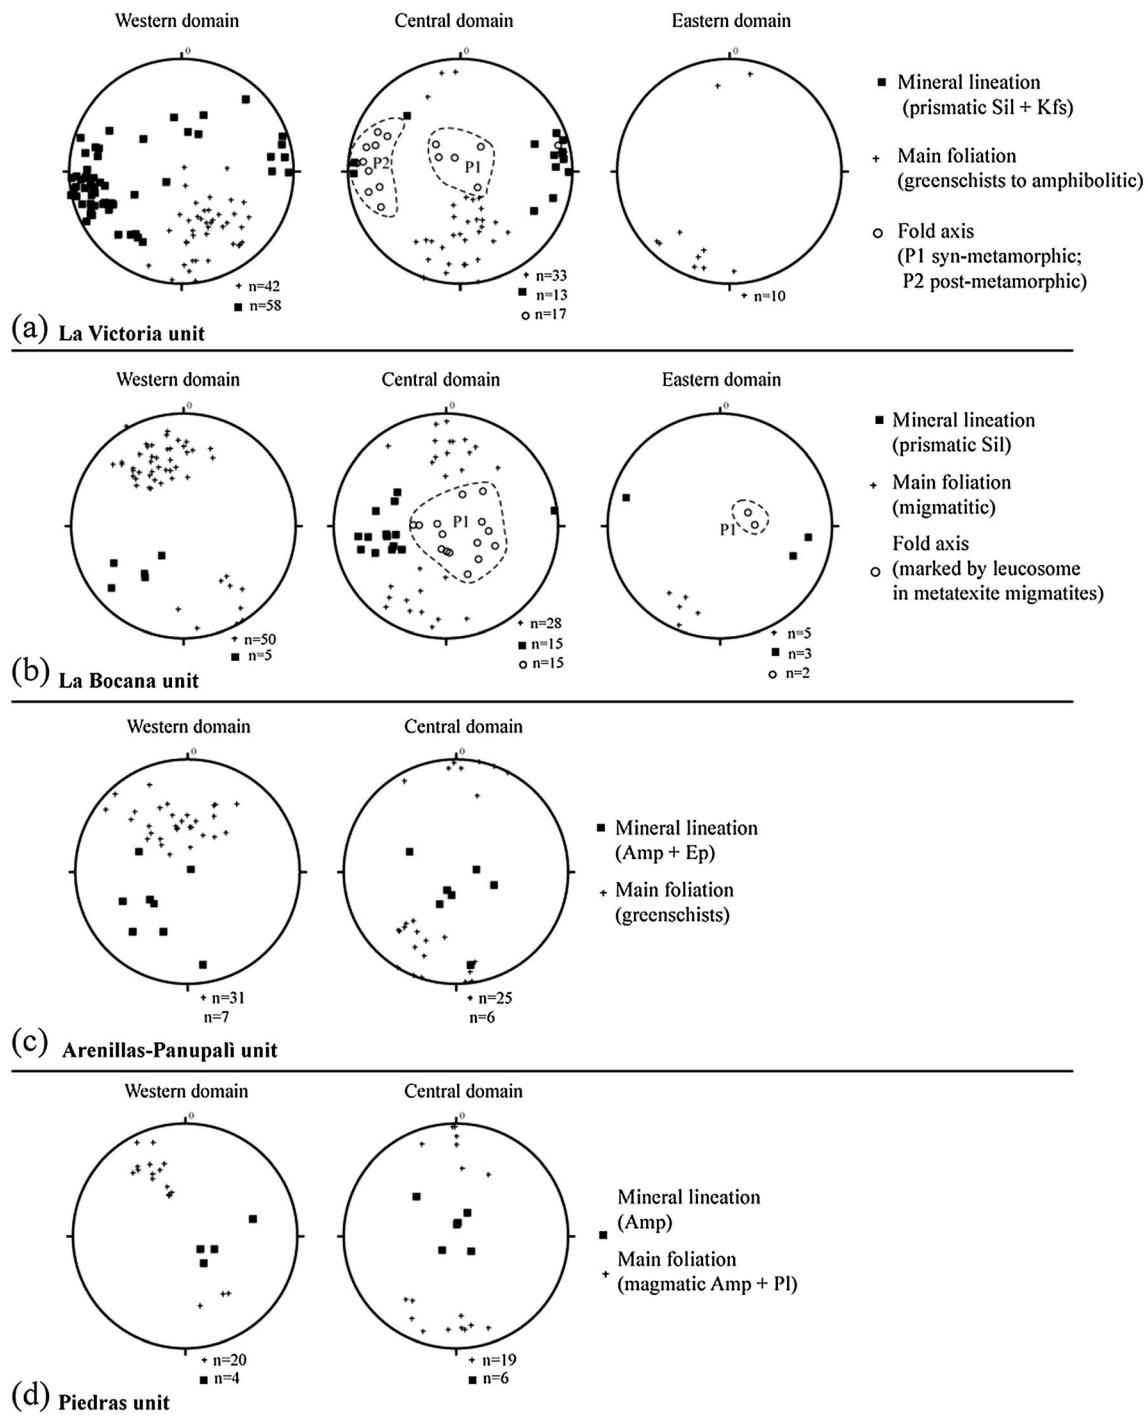 Western domain
Central domain
Eastern domain
0
0
0
P2
P1
Mineral lineation
(prismatic Sil + Kfs)
Main foliation
(greenschists to amphibolitic)
Fold axis
(P1 syn-metamorphic;
P2 post-metamorphic)
n=42
n=58
n=33
n=13
n=17
n=10
(a) La Victoria unit
Western domain
Central domain
Eastern domain
0
0
0
P1
P1
Mineral lineation
(prismatic Sil)
Main foliation
(migmatitic)
Fold axis
(marked by leucosome
in metatexite migmatites)
n=50
n=5
n=28
n=15
n=15
n=5
n=3
n=2
(b) La Bocana unit
Western domain
Central domain
0
0
Mineral lineation
(Amp + Ep)
Main foliation
(greenschists)
n=31
n=7
n=25
n=6
(c) Arenillas-Panupalì unit
Western domain
Central domain
0
0
Mineral lineation
(Amp)
Main foliation
(magmatic Amp + Pl)
n=20
n=4
n=19
n=6
(d) Piedras unit